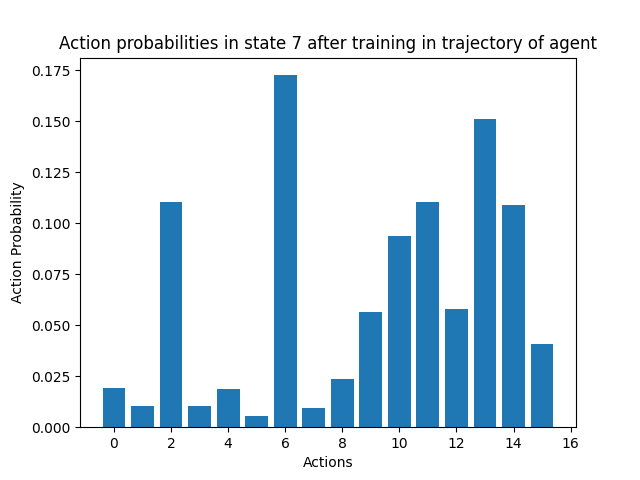 Action probabilities in state 7 after training in trajectory of agent
0.175
0.150
0.125
0.100
0.075
0.050
0.025
0.000
Action Probability
0 2 4 6 8 10 12 14 16
Actions